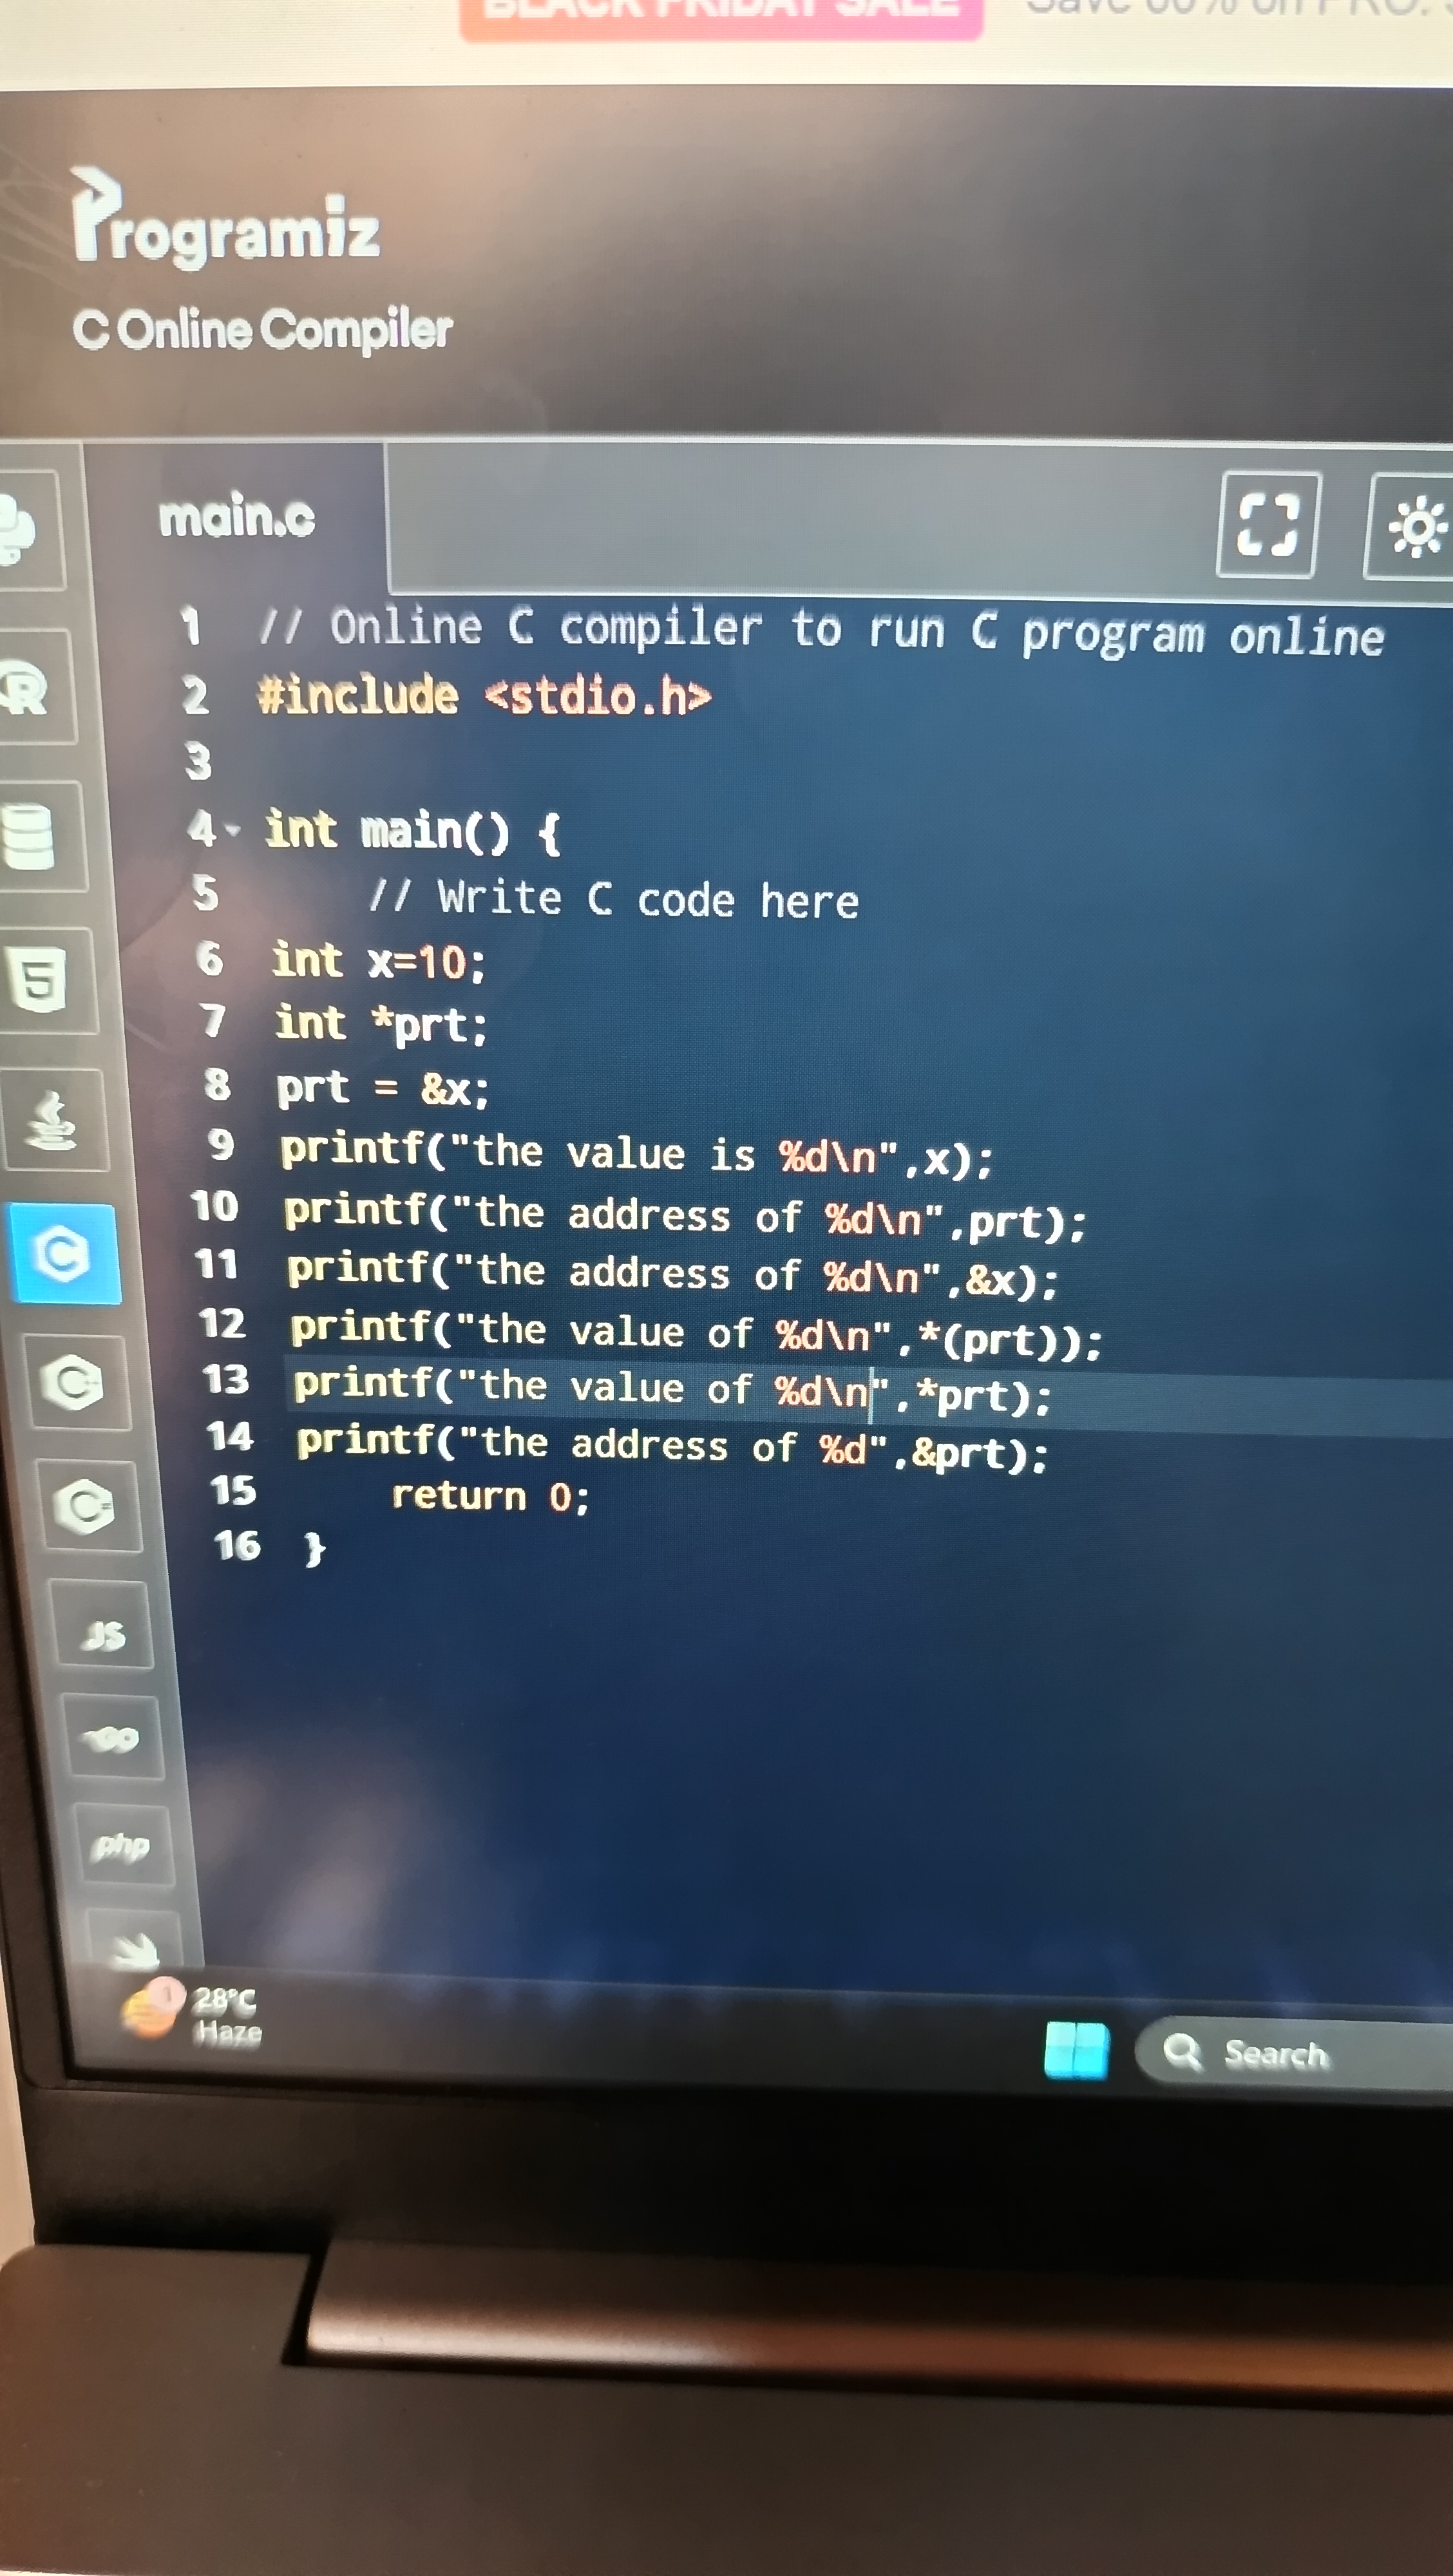 BLACK FRIDAY SALE Save 60% on PRO.
Programiz
C Online Compiler
main.c
1 // Online C compiler to run C program online
2 #include <stdio.h>
3
4 int main() {
5     // Write C code here
6 int x=10;
7 int *prt;
8 prt = &x;
9 printf("the value is %d\n",x);
10 printf("the address of %d\n",prt);
11 printf("the address of %d\n",&x);
12 printf("the value of %d\n",*(prt));
13 printf("the value of %d\n",*prt);
14 printf("the address of %d",&prt);
15     return 0;
16 }
R
5
C
C
C
JS
GO
php
1
28°C
Haze
Search